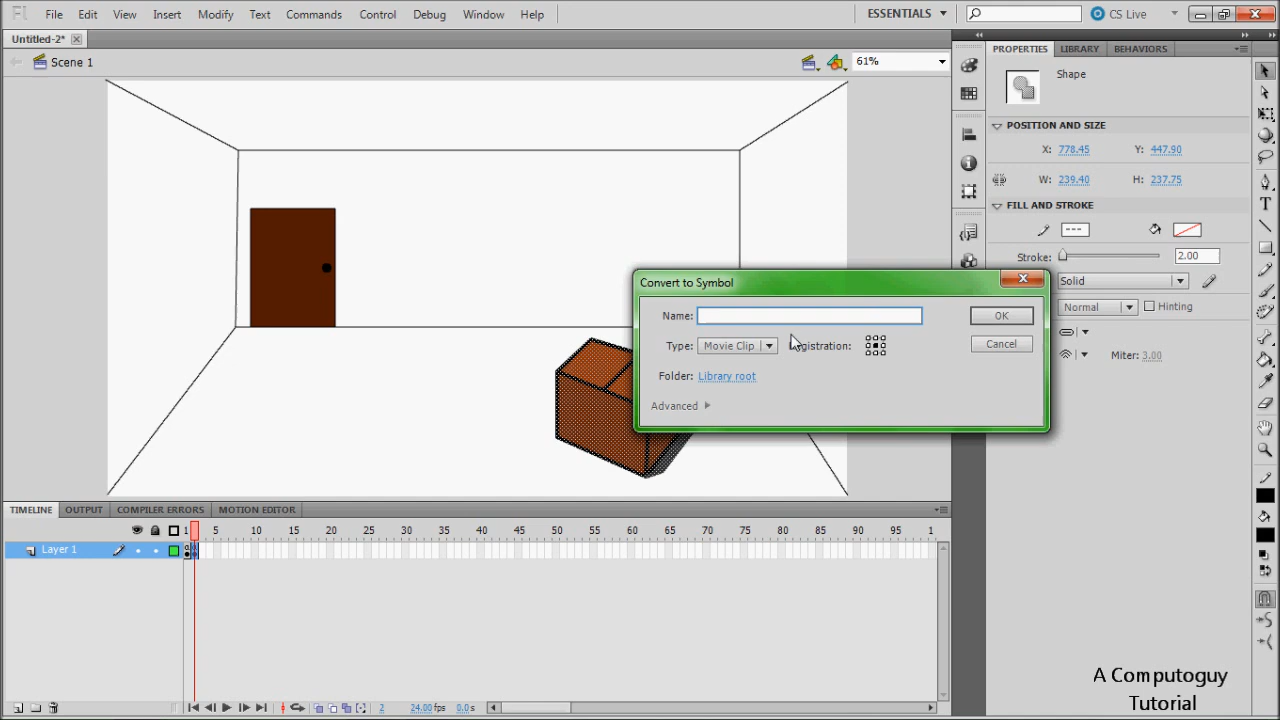 Fl File Edit View Insert Modify Text Commands Control Debug Window Help ESSENTIALS CS Live
Untitled-2*
Scene 1 61%
PROPERTIES LIBRARY BEHAVIORS
Shape
POSITION AND SIZE
X: 778.45 Y: 447.90
W: 239.40 H: 237.75
FILL AND STROKE
Stroke: 2.00
Solid
Normal Hinting
Miter: 3.00
Convert to Symbol
Name: OK
Type: Movie Clip Registration: Cancel
Folder: Library root
Advanced
TIMELINE OUTPUT COMPILER ERRORS MOTION EDITOR
1 5 10 15 20 25 30 35 40 45 50 55 60 65 70 75 80 85 90 95 1
Layer 1
2 24.00 fps 0.0 s
A Computoguy
Tutorial